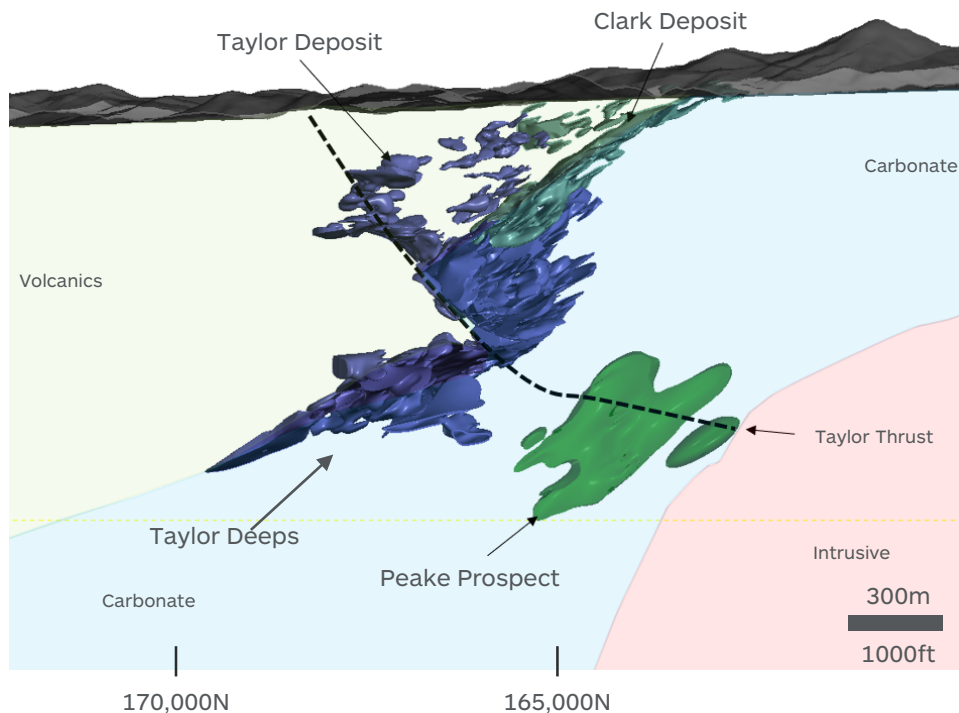 Clark Deposit
Taylor Deposit
Carbonate
Volcanics
Taylor Thrust
Taylor Deeps
Intrusive
Peake Prospect
300m
Carbonate
1000ft
170,000N
165,000N